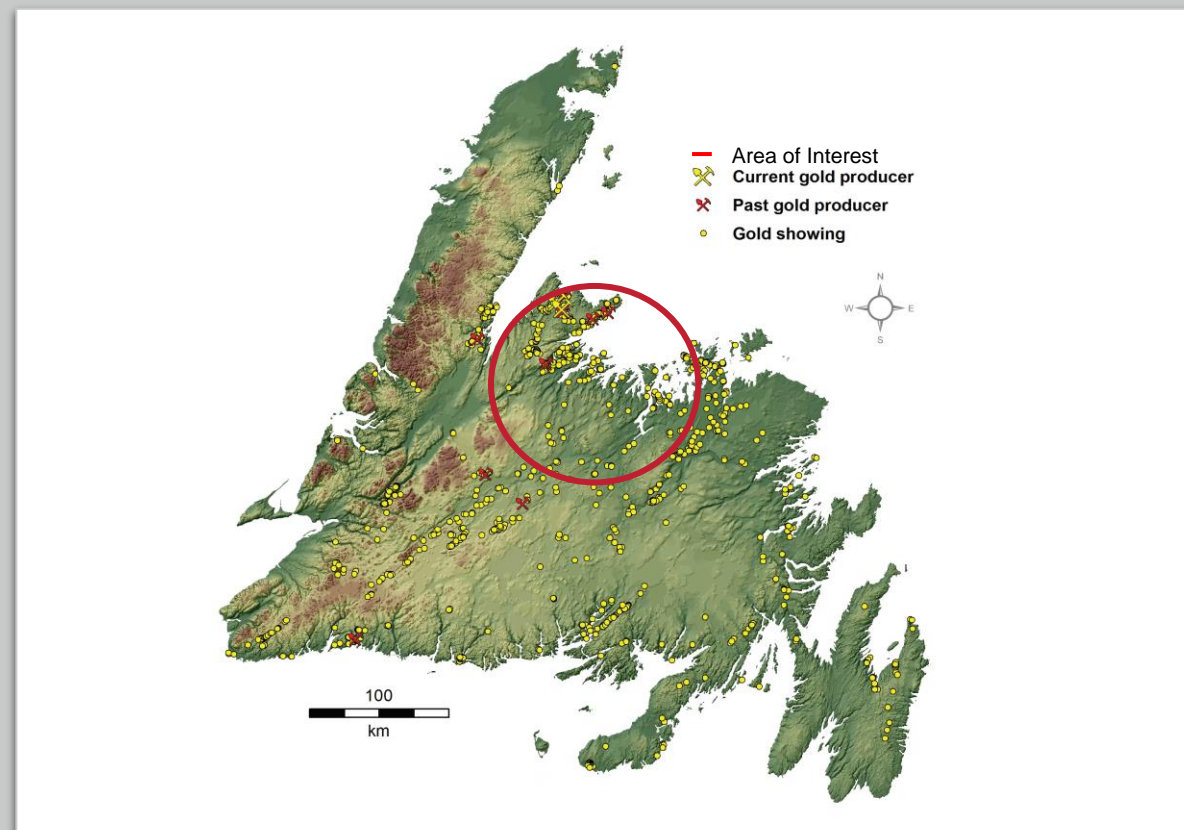 Area of Interest
Current gold producer
Past gold producer
Gold showing
N
W E
S
100
km